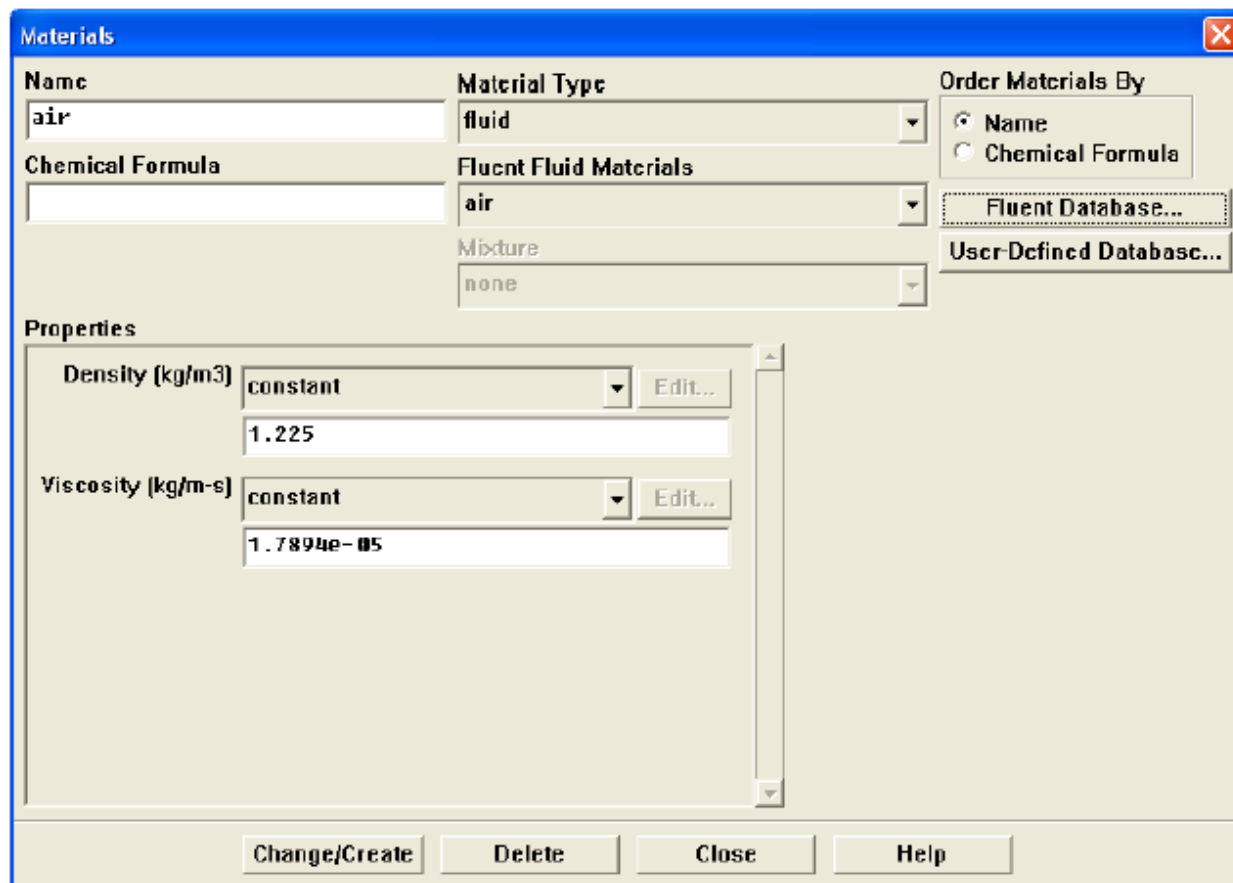 Materials
Name
air
Chemical Formula
Material Type
fluid
Fluent Fluid Materials
air
Mixture
none
Order Materials By
Name
Chemical Formula
Fluent Database...
User-Defined Database...
Properties
Density (kg/m3)
constant
Edit...
1.225
Viscosity (kg/m-s)
constant
Edit...
1.7894e-05
Change/Create
Delete
Close
Help